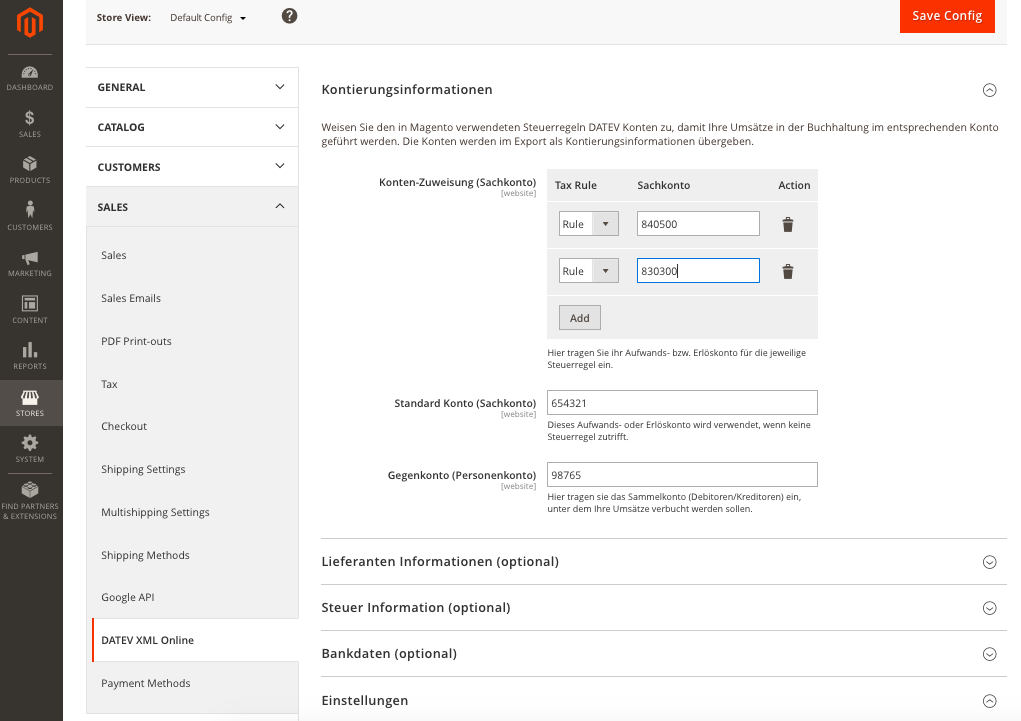 Store View: Default Config ?
Save Config
DASHBOARD
$
SALES
PRODUCTS
CUSTOMERS
MARKETING
CONTENT
REPORTS
STORES
SYSTEM
FIND PARTNERS
& EXTENSIONS
GENERAL
CATALOG
CUSTOMERS
SALES
Sales
Sales Emails
PDF Print-outs
Tax
Checkout
Shipping Settings
Multishipping Settings
Shipping Methods
Google API
DATEV XML Online
Payment Methods
Kontierungsinformationen
Weisen Sie den in Magento verwendeten Steuerregeln DATEV Konten zu, damit Ihre Umsätze in der Buchhaltung im entsprechenden Konto
geführt werden. Die Konten werden im Export als Kontierungsinformationen übergeben.
Konten-Zuweisung (Sachkonto)
[website]
Tax Rule Sachkonto Action
Rule 840500
Rule 830300
Add
Hier tragen Sie ihr Aufwands- bzw. Erlöskonto für die jeweilige
Steuerregel ein.
Standard Konto (Sachkonto) 654321
[website]
Dieses Aufwands- oder Erlöskonto wird verwendet, wenn keine
Steuerregel zutrifft.
Gegenkonto (Personenkonto) 98765
[website]
Hier tragen sie das Sammelkonto (Debitoren/Kreditoren) ein,
unter dem Ihre Umsätze verbucht werden sollen.
Lieferanten Informationen (optional)
Steuer Information (optional)
Bankdaten (optional)
Einstellungen